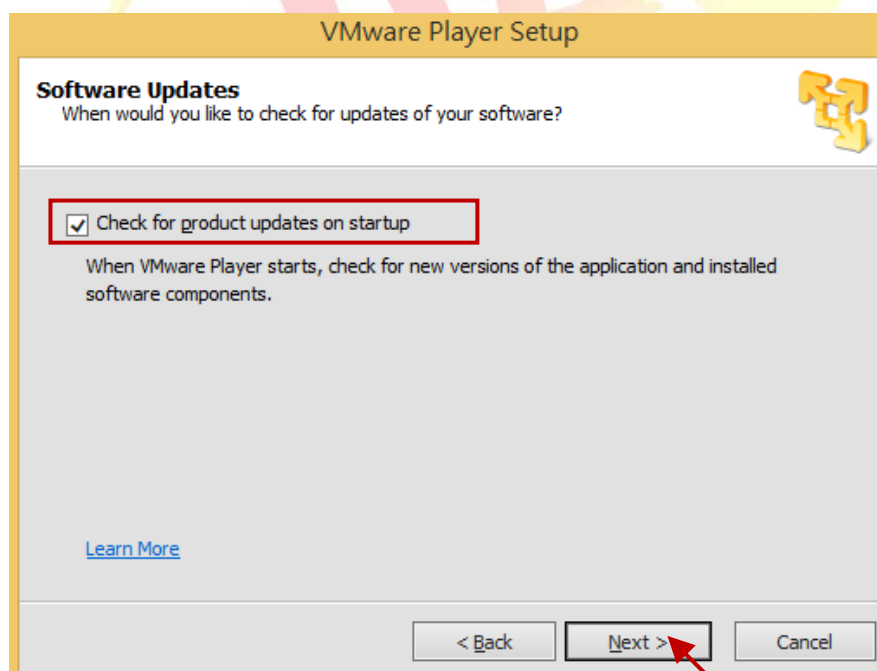 VMware Player Setup
Software Updates
When would you like to check for updates of your software?
Check for product updates on startup
When VMware Player starts, check for new versions of the application and installed
software components.
Learn More
< Back Next > Cancel